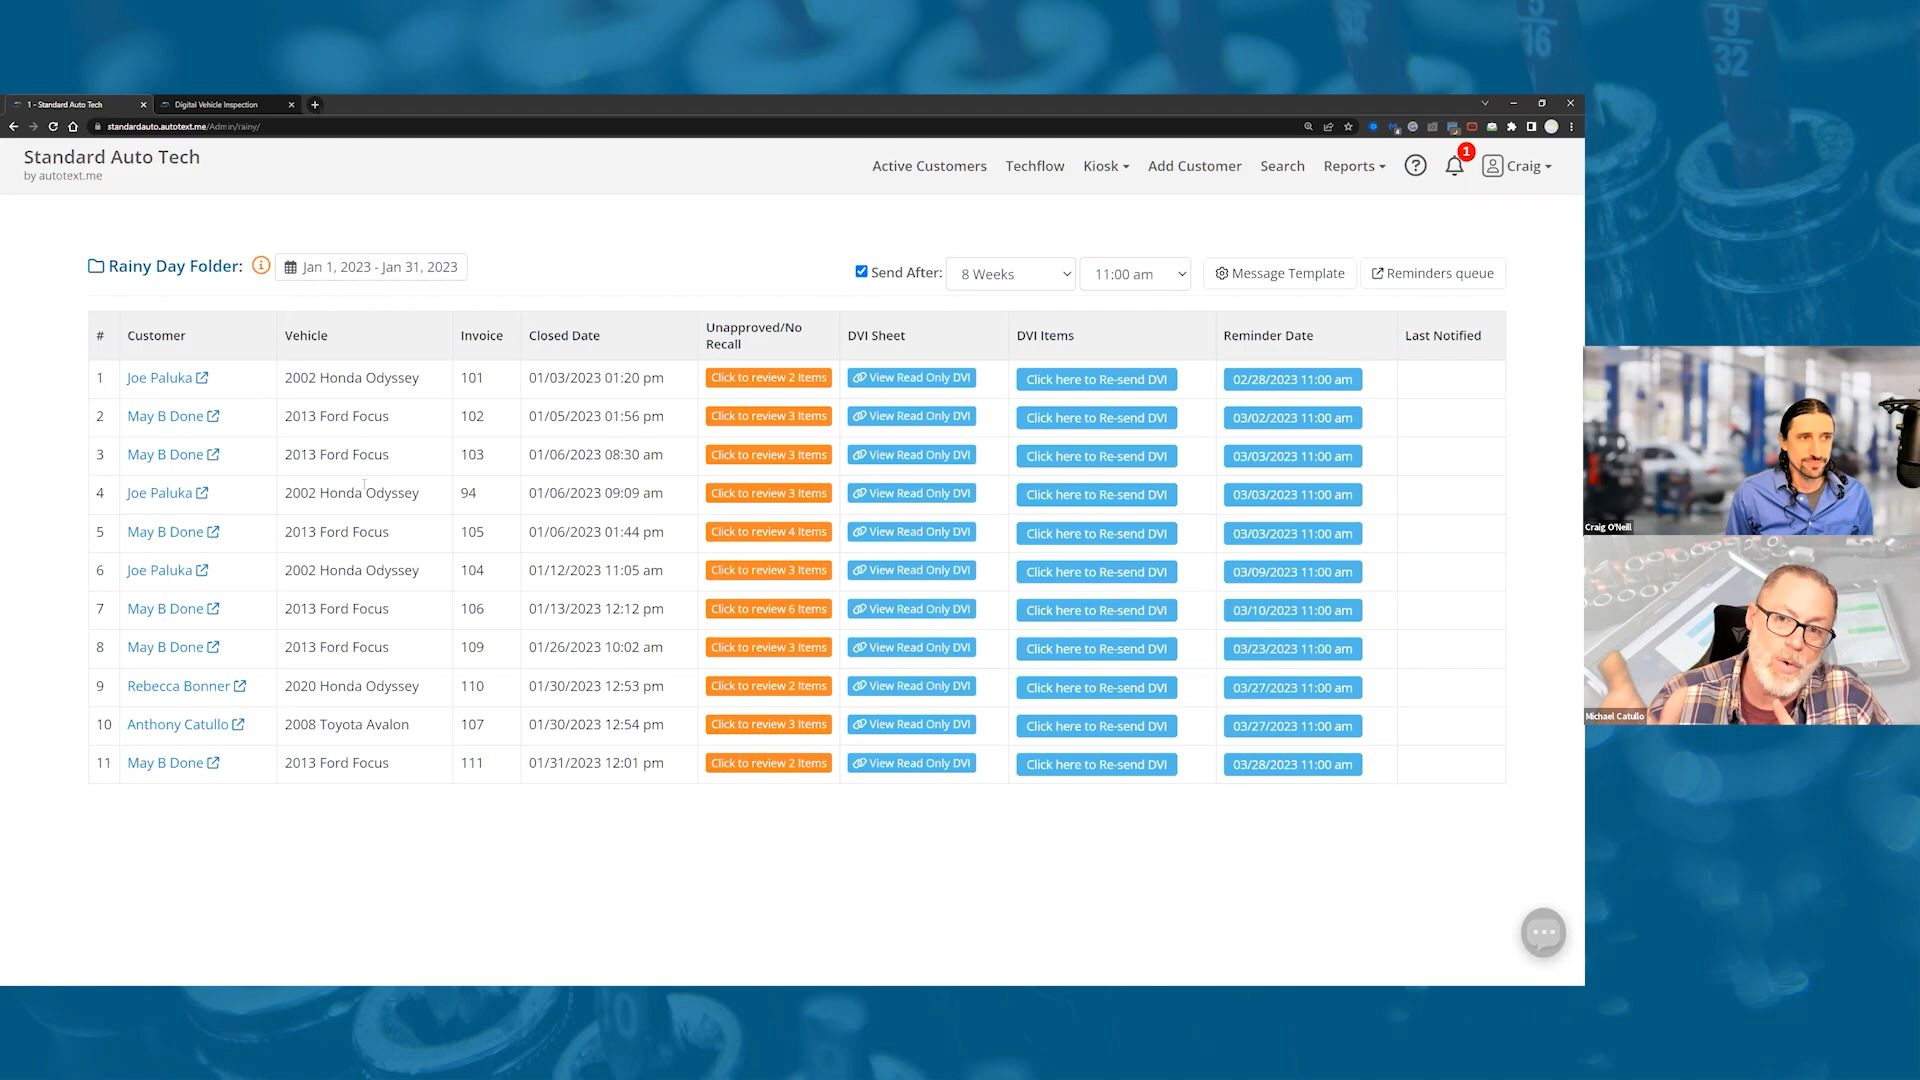 5
16
9
32
32
1 - Standard Auto Tech
Digital Vehicle Inspection
standardauto.autotext.me/Admin/rainy/
Standard Auto Tech
by autotext.me
Active Customers Techflow Kiosk Add Customer Search Reports 1 Craig
Rainy Day Folder: Jan 1, 2023 - Jan 31, 2023 Send After: 8 Weeks 11:00 am Message Template Reminders queue
# Customer Vehicle Invoice Closed Date Unapproved/No Recall DVI Sheet DVI Items Reminder Date Last Notified
1 Joe Paluka 2002 Honda Odyssey 101 01/03/2023 01:20 pm Click to review 2 Items View Read Only DVI Click here to Re-send DVI 02/28/2023 11:00 am
2 May B Done 2013 Ford Focus 102 01/05/2023 01:56 pm Click to review 3 Items View Read Only DVI Click here to Re-send DVI 03/02/2023 11:00 am
3 May B Done 2013 Ford Focus 103 01/06/2023 08:30 am Click to review 3 Items View Read Only DVI Click here to Re-send DVI 03/03/2023 11:00 am
4 Joe Paluka 2002 Honda Odyssey 94 01/06/2023 09:09 am Click to review 3 Items View Read Only DVI Click here to Re-send DVI 03/03/2023 11:00 am
5 May B Done 2013 Ford Focus 105 01/06/2023 01:44 pm Click to review 4 Items View Read Only DVI Click here to Re-send DVI 03/03/2023 11:00 am
6 Joe Paluka 2002 Honda Odyssey 104 01/12/2023 11:05 am Click to review 3 Items View Read Only DVI Click here to Re-send DVI 03/09/2023 11:00 am
7 May B Done 2013 Ford Focus 106 01/13/2023 12:12 pm Click to review 6 Items View Read Only DVI Click here to Re-send DVI 03/10/2023 11:00 am
8 May B Done 2013 Ford Focus 109 01/26/2023 10:02 am Click to review 3 Items View Read Only DVI Click here to Re-send DVI 03/23/2023 11:00 am
9 Rebecca Bonner 2020 Honda Odyssey 110 01/30/2023 12:53 pm Click to review 2 Items View Read Only DVI Click here to Re-send DVI 03/27/2023 11:00 am
10 Anthony Catullo 2008 Toyota Avalon 107 01/30/2023 12:54 pm Click to review 3 Items View Read Only DVI Click here to Re-send DVI 03/27/2023 11:00 am
11 May B Done 2013 Ford Focus 111 01/31/2023 12:01 pm Click to review 2 Items View Read Only DVI Click here to Re-send DVI 03/28/2023 11:00 am
Craig O'Neill
Michael Catullo